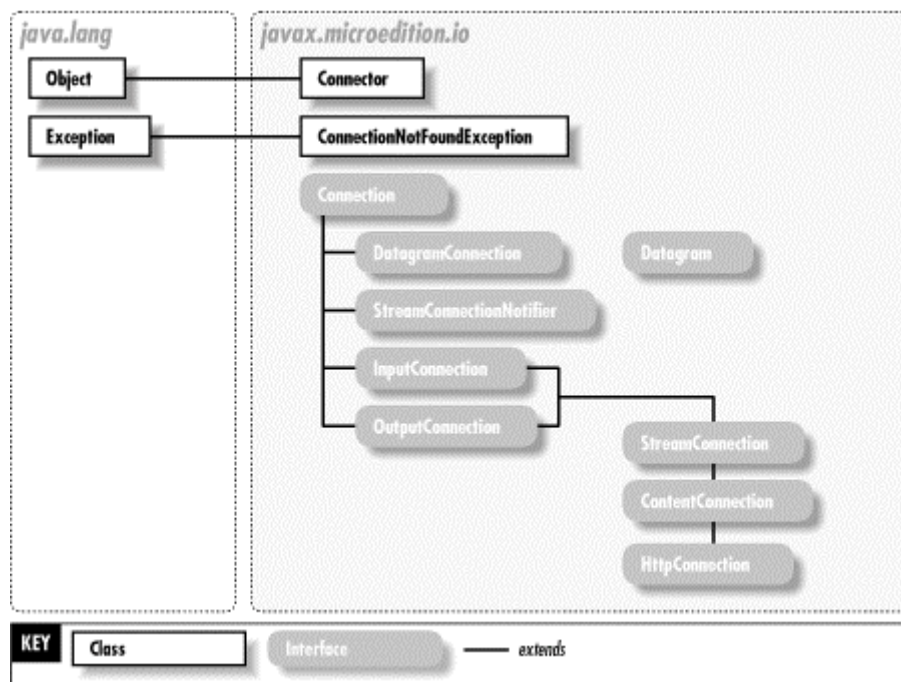 java.lang
javax.microedition.io
Object
Connector
Exception
ConnectionNotFoundException
Connection
DatagramConnection
Datagram
StreamConnectionNotifier
InputConnection
OutputConnection
StreamConnection
ContentConnection
HttpConnection
KEY
Class
Interface
extends